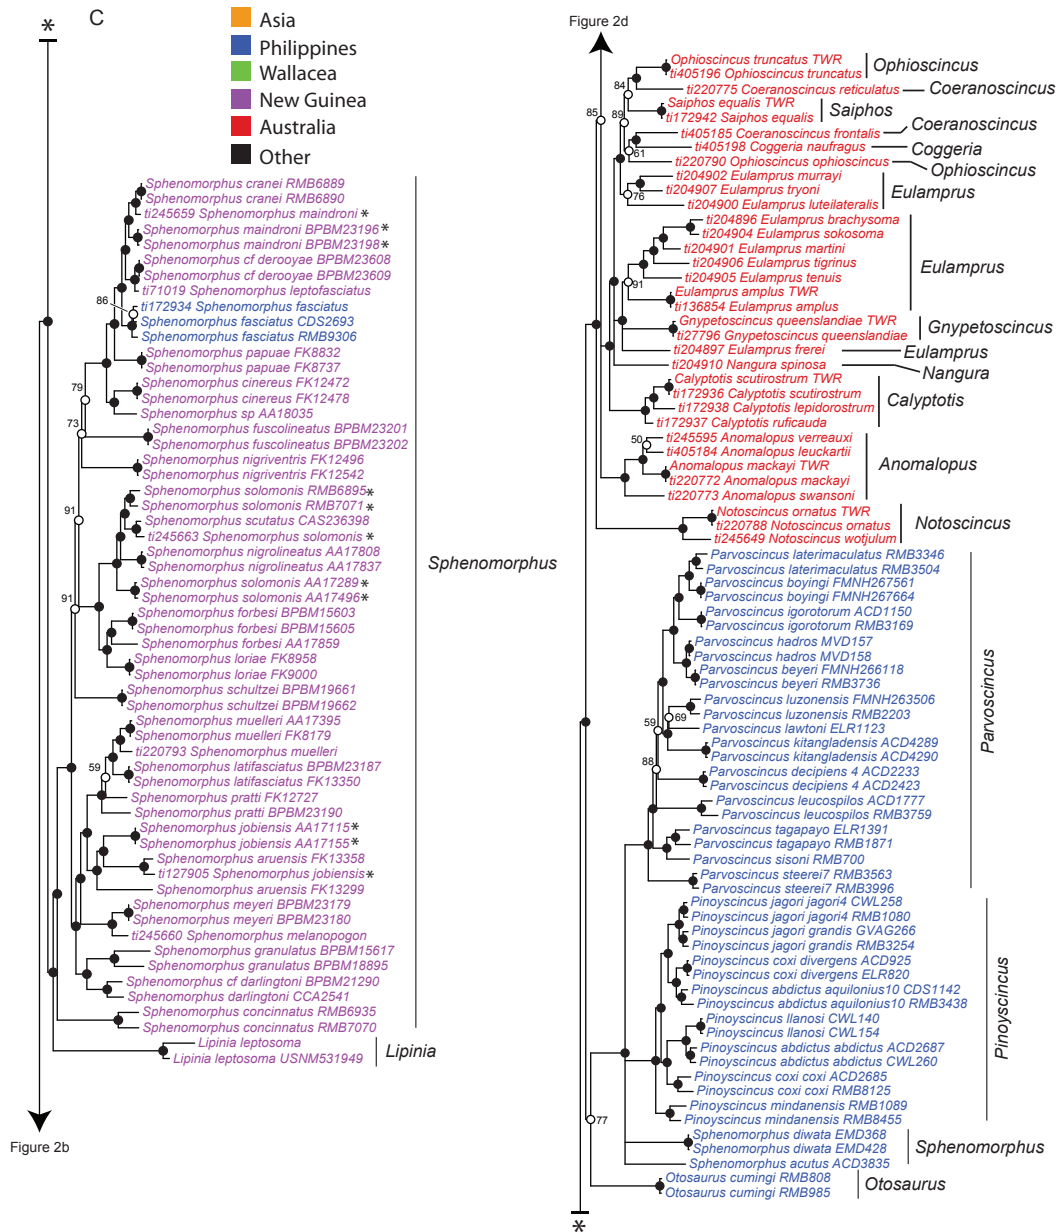 *
C
Asia
Philippines
Wallacea
New Guinea
Australia
Other
Sphenomorphus cranei RMB6889
Sphenomorphus cranei RMB6890
ti245659 Sphenomorphus maindroni *
Sphenomorphus maindroni BPBM23196 *
Sphenomorphus maindroni BPBM23198 *
Sphenomorphus cf derooyae BPBM23608
Sphenomorphus cf derooyae BPBM23609
ti71019 Sphenomorphus leptofasciatus
86
ti172934 Sphenomorphus fasciatus
Sphenomorphus fasciatus CDS2693
Sphenomorphus fasciatus RMB9306
Sphenomorphus papuae FK8832
Sphenomorphus papuae FK8737
Sphenomorphus cinereus FK12472
79
Sphenomorphus cinereus FK12478
Sphenomorphus sp AA18035
73
Sphenomorphus fuscolineatus BPBM23201
Sphenomorphus fuscolineatus BPBM23202
Sphenomorphus nigriventris FK12496
Sphenomorphus nigriventris FK12542
Sphenomorphus solomonis RMB6895 *
Sphenomorphus solomonis RMB7071 *
91
Sphenomorphus scutatus CAS236398
ti245663 Sphenomorphus solomonis *
Sphenomorphus nigrolineatus AA17808
Sphenomorphus nigrolineatus AA17837
Sphenomorphus
Sphenomorphus solomonis AA17289 *
Sphenomorphus solomonis AA17496 *
91
Sphenomorphus forbesi BPBM15603
Sphenomorphus forbesi BPBM15605
Sphenomorphus forbesi AA17859
Sphenomorphus loriae FK8958
Sphenomorphus loriae FK9000
Sphenomorphus schultzei BPBM19661
Sphenomorphus schultzei BPBM19662
Sphenomorphus muelleri AA17395
Sphenomorphus muelleri FK8179
ti220793 Sphenomorphus muelleri
59
Sphenomorphus latifasciatus BPBM23187
Sphenomorphus latifasciatus FK13350
Sphenomorphus pratti FK12727
Sphenomorphus pratti BPBM23190
Sphenomorphus jobiensis AA17115 *
Sphenomorphus jobiensis AA17155 *
Sphenomorphus aruensis FK13358
ti127905 Sphenomorphus jobiensis *
Sphenomorphus aruensis FK13299
Sphenomorphus meyeri BPBM23179
Sphenomorphus meyeri BPBM23180
ti245660 Sphenomorphus melanopogon
Sphenomorphus granulatus BPBM15617
Sphenomorphus granulatus BPBM18895
Sphenomorphus cf darlingtoni BPBM21290
Sphenomorphus darlingtoni CCA2541
Sphenomorphus concinnatus RMB6935
Sphenomorphus concinnatus RMB7070
Lipinia leptosoma
Lipinia leptosoma USNM531949
Lipinia
Figure 2b
Figure 2d
Ophioscincus truncatus TWR
ti405196 Ophioscincus truncatus
Ophioscincus
84
ti220775 Coeranoscincus reticulatus
Coeranoscincus
85
Saiphos equalis TWR
ti172942 Saiphos equalis
Saiphos
89
ti405185 Coeranoscincus frontalis
Coeranoscincus
ti405198 Coggeria naufragus
Coggeria
61
ti220790 Ophioscincus ophioscincus
Ophioscincus
ti204902 Eulamprus murrayi
ti204907 Eulamprus tryoni
76
ti204900 Eulamprus luteilateralis
Eulamprus
ti204896 Eulamprus brachysoma
ti204904 Eulamprus sokosoma
ti204901 Eulamprus martini
ti204906 Eulamprus tigrinus
ti204905 Eulamprus tenuis
Eulamprus
91
Eulamprus amplus TWR
ti136854 Eulamprus amplus
Gnypetoscincus queenslandiae TWR
ti27796 Gnypetoscincus queenslandiae
Gnypetoscincus
ti204897 Eulamprus frerei
Eulamprus
ti204910 Nangura spinosa
Nangura
Calyptotis scutirostrum TWR
ti172936 Calyptotis scutirostrum
ti172938 Calyptotis lepidorostrum
ti172937 Calyptotis ruficauda
Calyptotis
50
ti245595 Anomalopus verreauxi
ti405184 Anomalopus leuckartii
Anomalopus mackayi TWR
ti220772 Anomalopus mackayi
ti220773 Anomalopus swansoni
Anomalopus
Notoscincus ornatus TWR
ti220788 Notoscincus ornatus
ti245649 Notoscincus wotjulum
Notoscincus
Parvoscincus laterimaculatus RMB3346
Parvoscincus laterimaculatus RMB3504
Parvoscincus boyingi FMNH267561
Parvoscincus boyingi FMNH267664
Parvoscincus igorotorum ACD1150
Parvoscincus igorotorum RMB3169
Parvoscincus hadros MVD157
Parvoscincus hadros MVD158
Parvoscincus beyeri FMNH266118
Parvoscincus beyeri RMB3736
Parvoscincus luzonensis FMNH263506
Parvoscincus luzonensis RMB2203
59
69
Parvoscincus lawtoni ELR1123
Parvoscincus kitangladensis ACD4289
Parvoscincus kitangladensis ACD4290
88
Parvoscincus decipiens 4 ACD2233
Parvoscincus decipiens 4 ACD2423
Parvoscincus leucospilos ACD1777
Parvoscincus leucospilos RMB3759
Parvoscincus tagapayo ELR1391
Parvoscincus tagapayo RMB1871
Parvoscincus sisoni RMB700
Parvoscincus steerei7 RMB3563
Parvoscincus steerei7 RMB3996
Parvoscincus
Pinoyscincus jagori jagori4 CWL258
Pinoyscincus jagori jagori4 RMB1080
Pinoyscincus jagori grandis GVAG266
Pinoyscincus jagori grandis RMB3254
Pinoyscincus coxi divergens ACD925
Pinoyscincus coxi divergens ELR820
Pinoyscincus abdictus aquilonius10 CDS1142
Pinoyscincus abdictus aquilonius10 RMB3438
Pinoyscincus llanosi CWL140
Pinoyscincus llanosi CWL154
Pinoyscincus abdictus abdictus ACD2687
Pinoyscincus abdictus abdictus CWL260
Pinoyscincus coxi coxi ACD2685
Pinoyscincus coxi coxi RMB8125
Pinoyscincus mindanensis RMB1089
Pinoyscincus mindanensis RMB8455
Pinoyscincus
77
Sphenomorphus diwata EMD368
Sphenomorphus diwata EMD428
Sphenomorphus acutus ACD3835
Sphenomorphus
Otosaurus cumingi RMB808
Otosaurus cumingi RMB985
Otosaurus
*